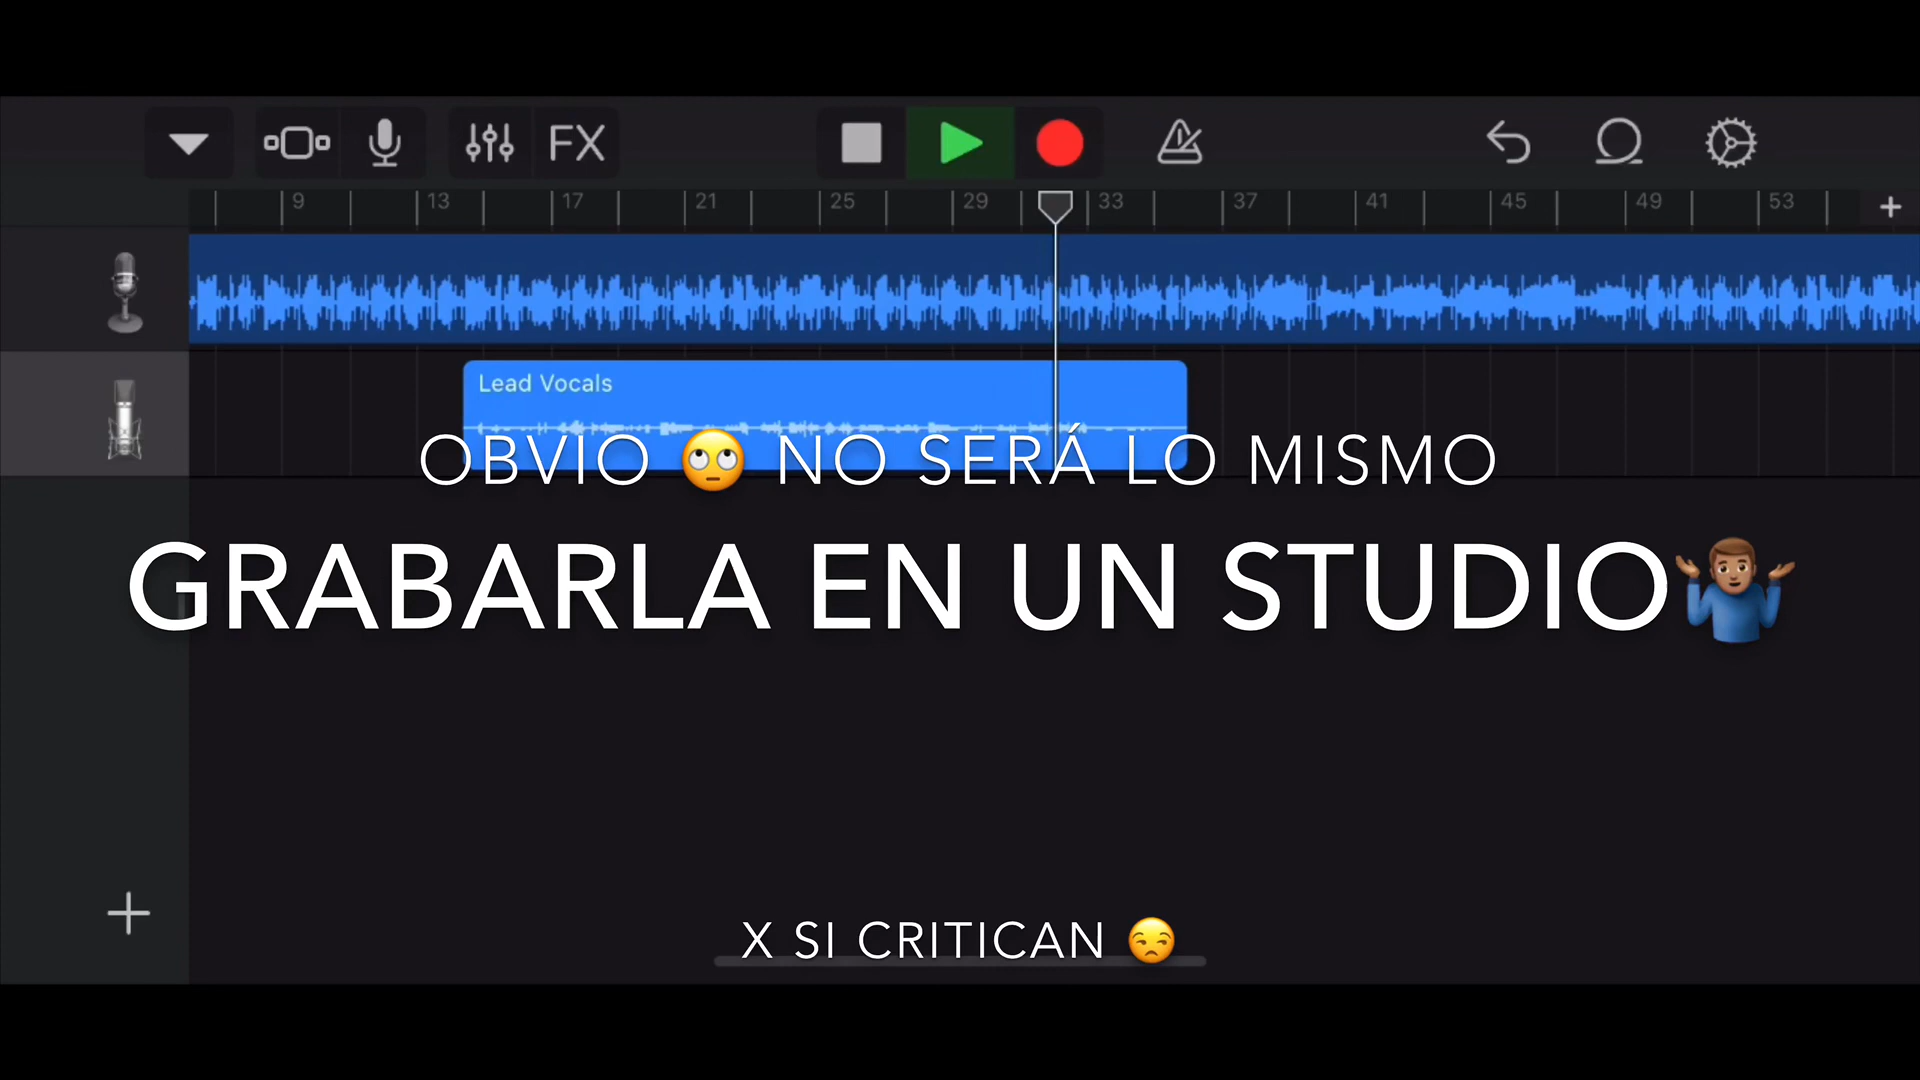 FX
9 13 17 21 25 29 33 37 41 45 49 53
Lead Vocals
OBVIO 🙄 NO SERÁ LO MISMO
GRABARLA EN UN STUDIO🤷🏽‍♂️
X SI CRITICAN 😒